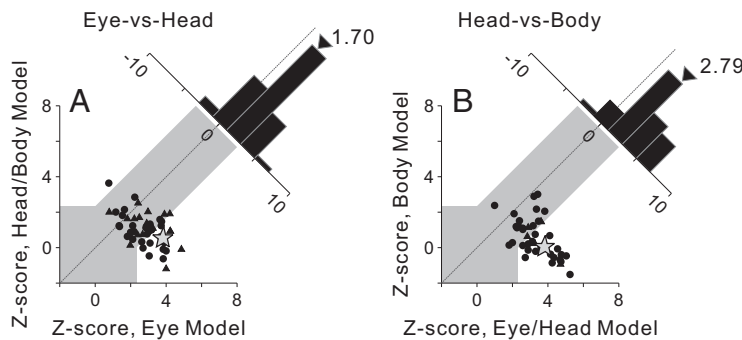 Eye-vs-Head
Head-vs-Body
1.70
2.79
-10
0
10
-10
0
10
A
B
Z-score, Head/Body Model
8
4
0
0
4
8
Z-score, Eye Model
Z-score, Body Model
8
4
0
0
4
8
Z-score, Eye/Head Model